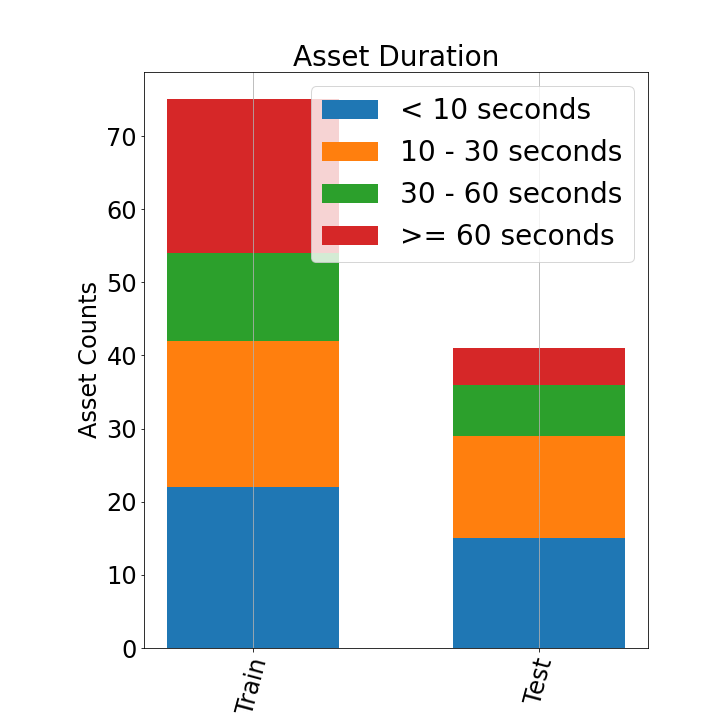 Asset Duration
< 10 seconds
10 - 30 seconds
30 - 60 seconds
>= 60 seconds
Asset Counts
70
60
50
40
30
20
10
0
Train
Test